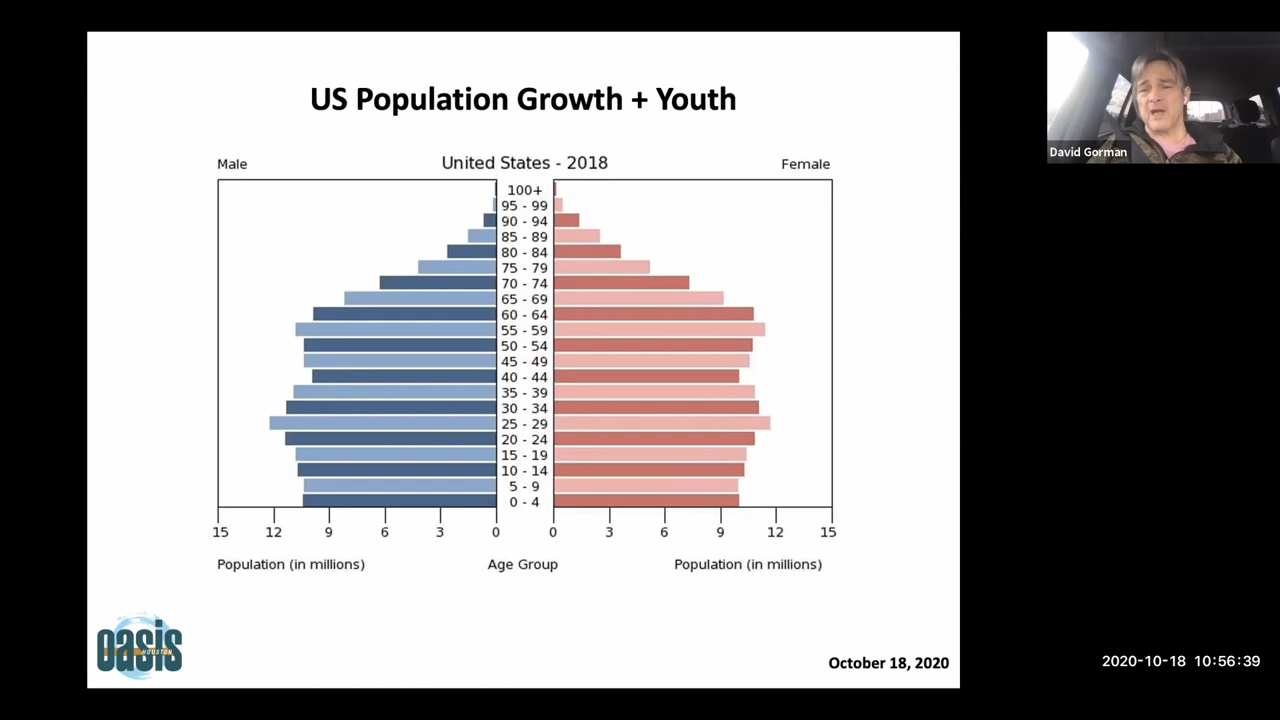 US Population Growth + Youth
Male
United States - 2018
Female
100+
95 - 99
90 - 94
85 - 89
80 - 84
75 - 79
70 - 74
65 - 69
60 - 64
55 - 59
50 - 54
45 - 49
40 - 44
35 - 39
30 - 34
25 - 29
20 - 24
15 - 19
10 - 14
5 - 9
0 - 4
15 12 9 6 3 0 0 3 6 9 12 15
Population (in millions)
Age Group
Population (in millions)
oasis
HOUSTON
October 18, 2020
David Gorman
2020-10-18 10:56:39